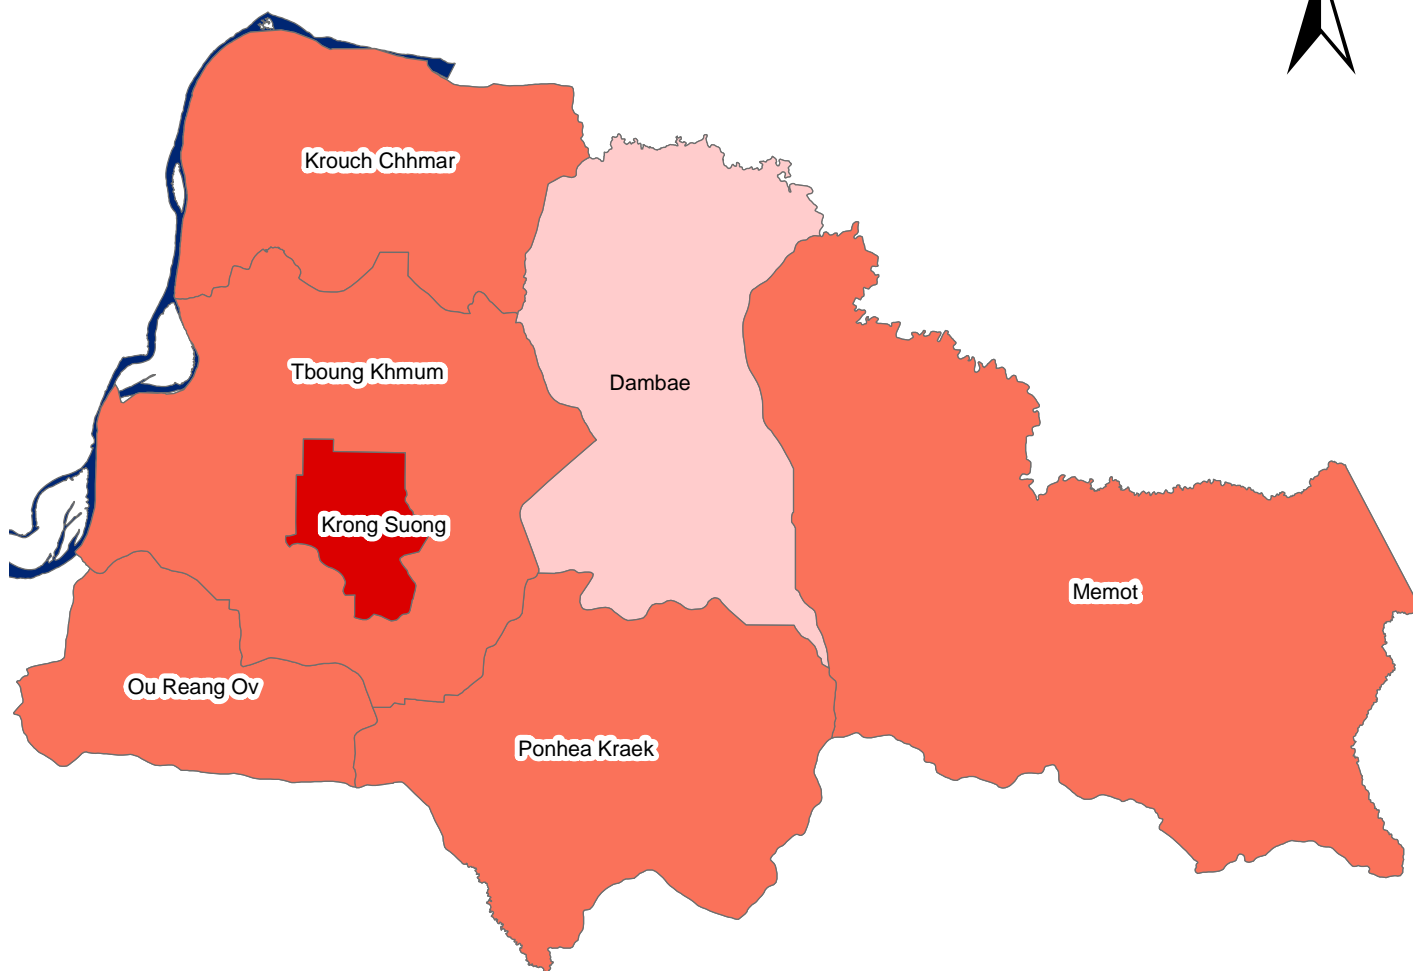 Krouch Chhmar
Tboung Khmum
Dambae
Krong Suong
Memot
Ou Reang Ov
Ponhea Kraek